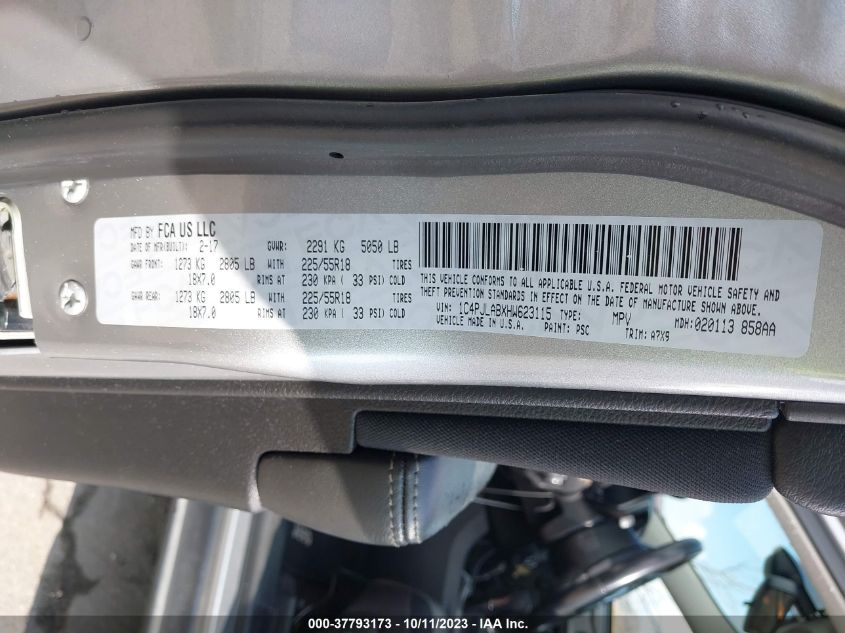 MFD BY FCA US LLC
DATE OF MFR(BUILT): 2-17 GVWR: 2291 KG 5050 LB
GAWR FRONT: 1273 KG 2805 LB WITH 225/55R18 TIRES
18X7.0 RIMS AT 230 KPA ( 33 PSI) COLD
GAWR REAR: 1273 KG 2805 LB WITH 225/55R18 TIRES
18X7.0 RIMS AT 230 KPA ( 33 PSI) COLD
THIS VEHICLE CONFORMS TO ALL APPLICABLE U.S.A. FEDERAL MOTOR VEHICLE SAFETY AND
THEFT PREVENTION STANDARDS IN EFFECT ON THE DATE OF MANUFACTURE SHOWN ABOVE.
VIN: 1C4PJLABXHW623115 TYPE: MPV MDH: 020113 858AA
VEHICLE MADE IN U.S.A. PAINT: PSC TRIM: A7X9
000-37793173 - 10/11/2023 - IAA Inc.